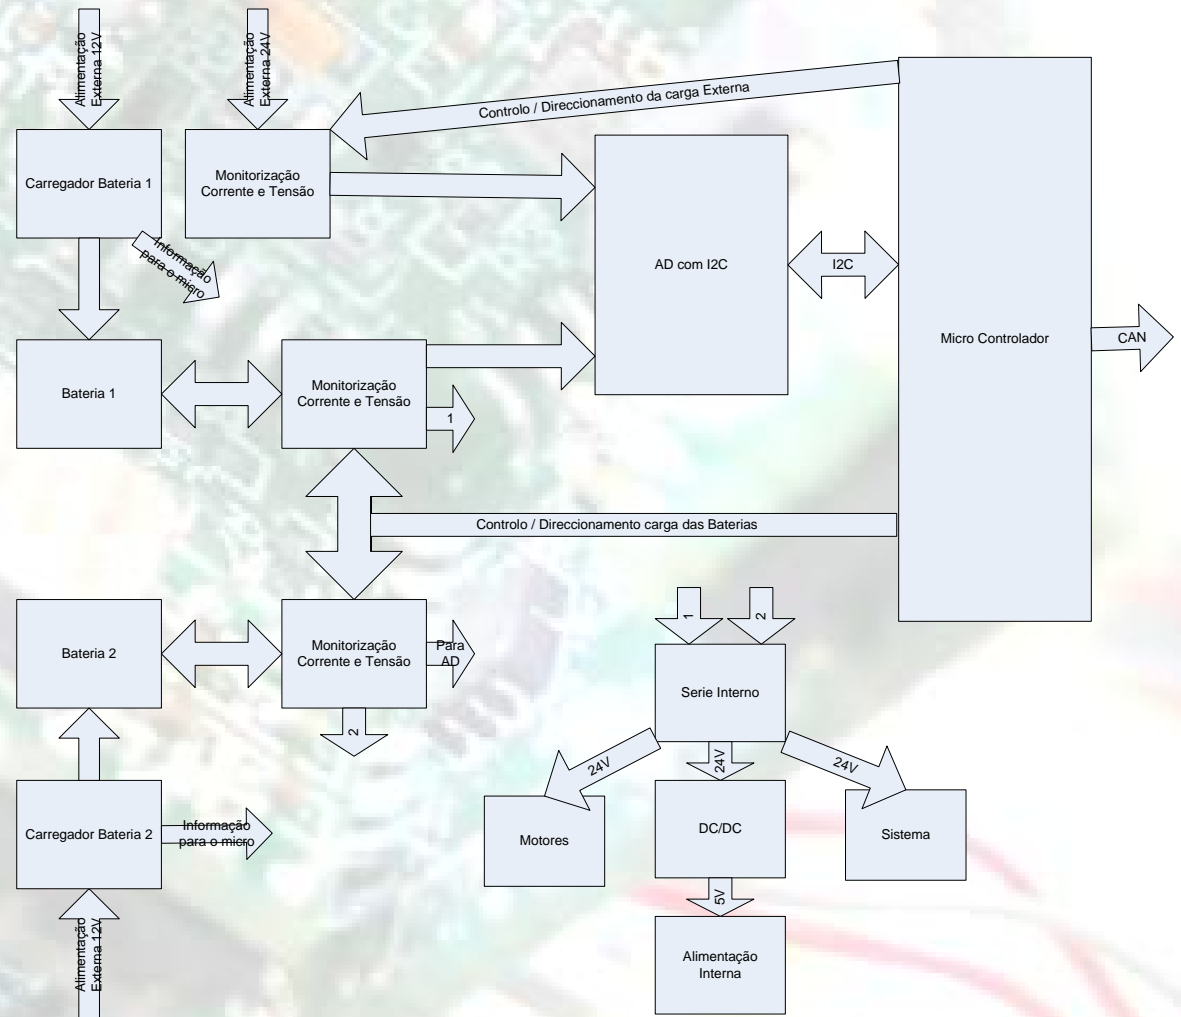 Alimentação
Externa 12V
Alimentação
Externa 24V
Controlo / Direccionamento da carga Externa
Carregador Bateria 1
Monitorização
Corrente e Tensão
Informação
para o micro
AD com I2C
I2C
Micro Controlador
CAN
Bateria 1
Monitorização
Corrente e Tensão
1
Controlo / Direccionamento carga das Baterias
Bateria 2
Monitorização
Corrente e Tensão
Para
AD
2
1
2
Serie Interno
24V
24V
24V
Carregador Bateria 2
Informação
para o micro
Motores
DC/DC
Sistema
5V
Alimentação
Interna
Alimentação
Externa 12V